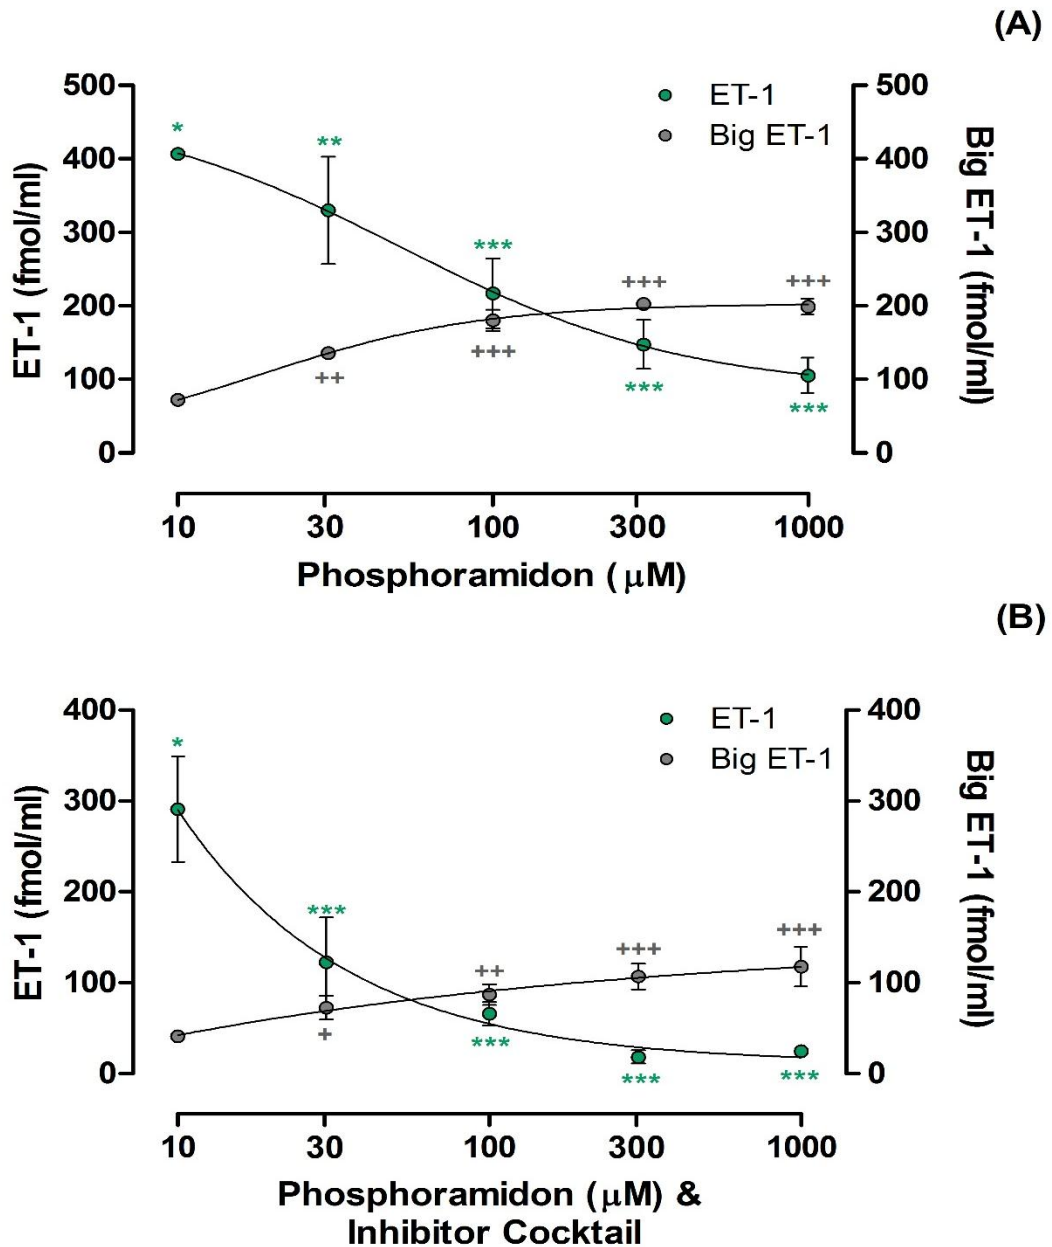 (A)
500
400
300
200
100
0
ET-1 (fmol/ml)
ET-1
Big ET-1
500
400
300
200
100
0
Big ET-1 (fmol/ml)
*
**
***
***
***
++
+++
+++
+++
10 30 100 300 1000
Phosphoramidon (μM)
(B)
400
300
200
100
0
ET-1 (fmol/ml)
ET-1
Big ET-1
400
300
200
100
0
Big ET-1 (fmol/ml)
*
***
***
***
***
+
++
+++
+++
10 30 100 300 1000
Phosphoramidon (μM) &
Inhibitor Cocktail